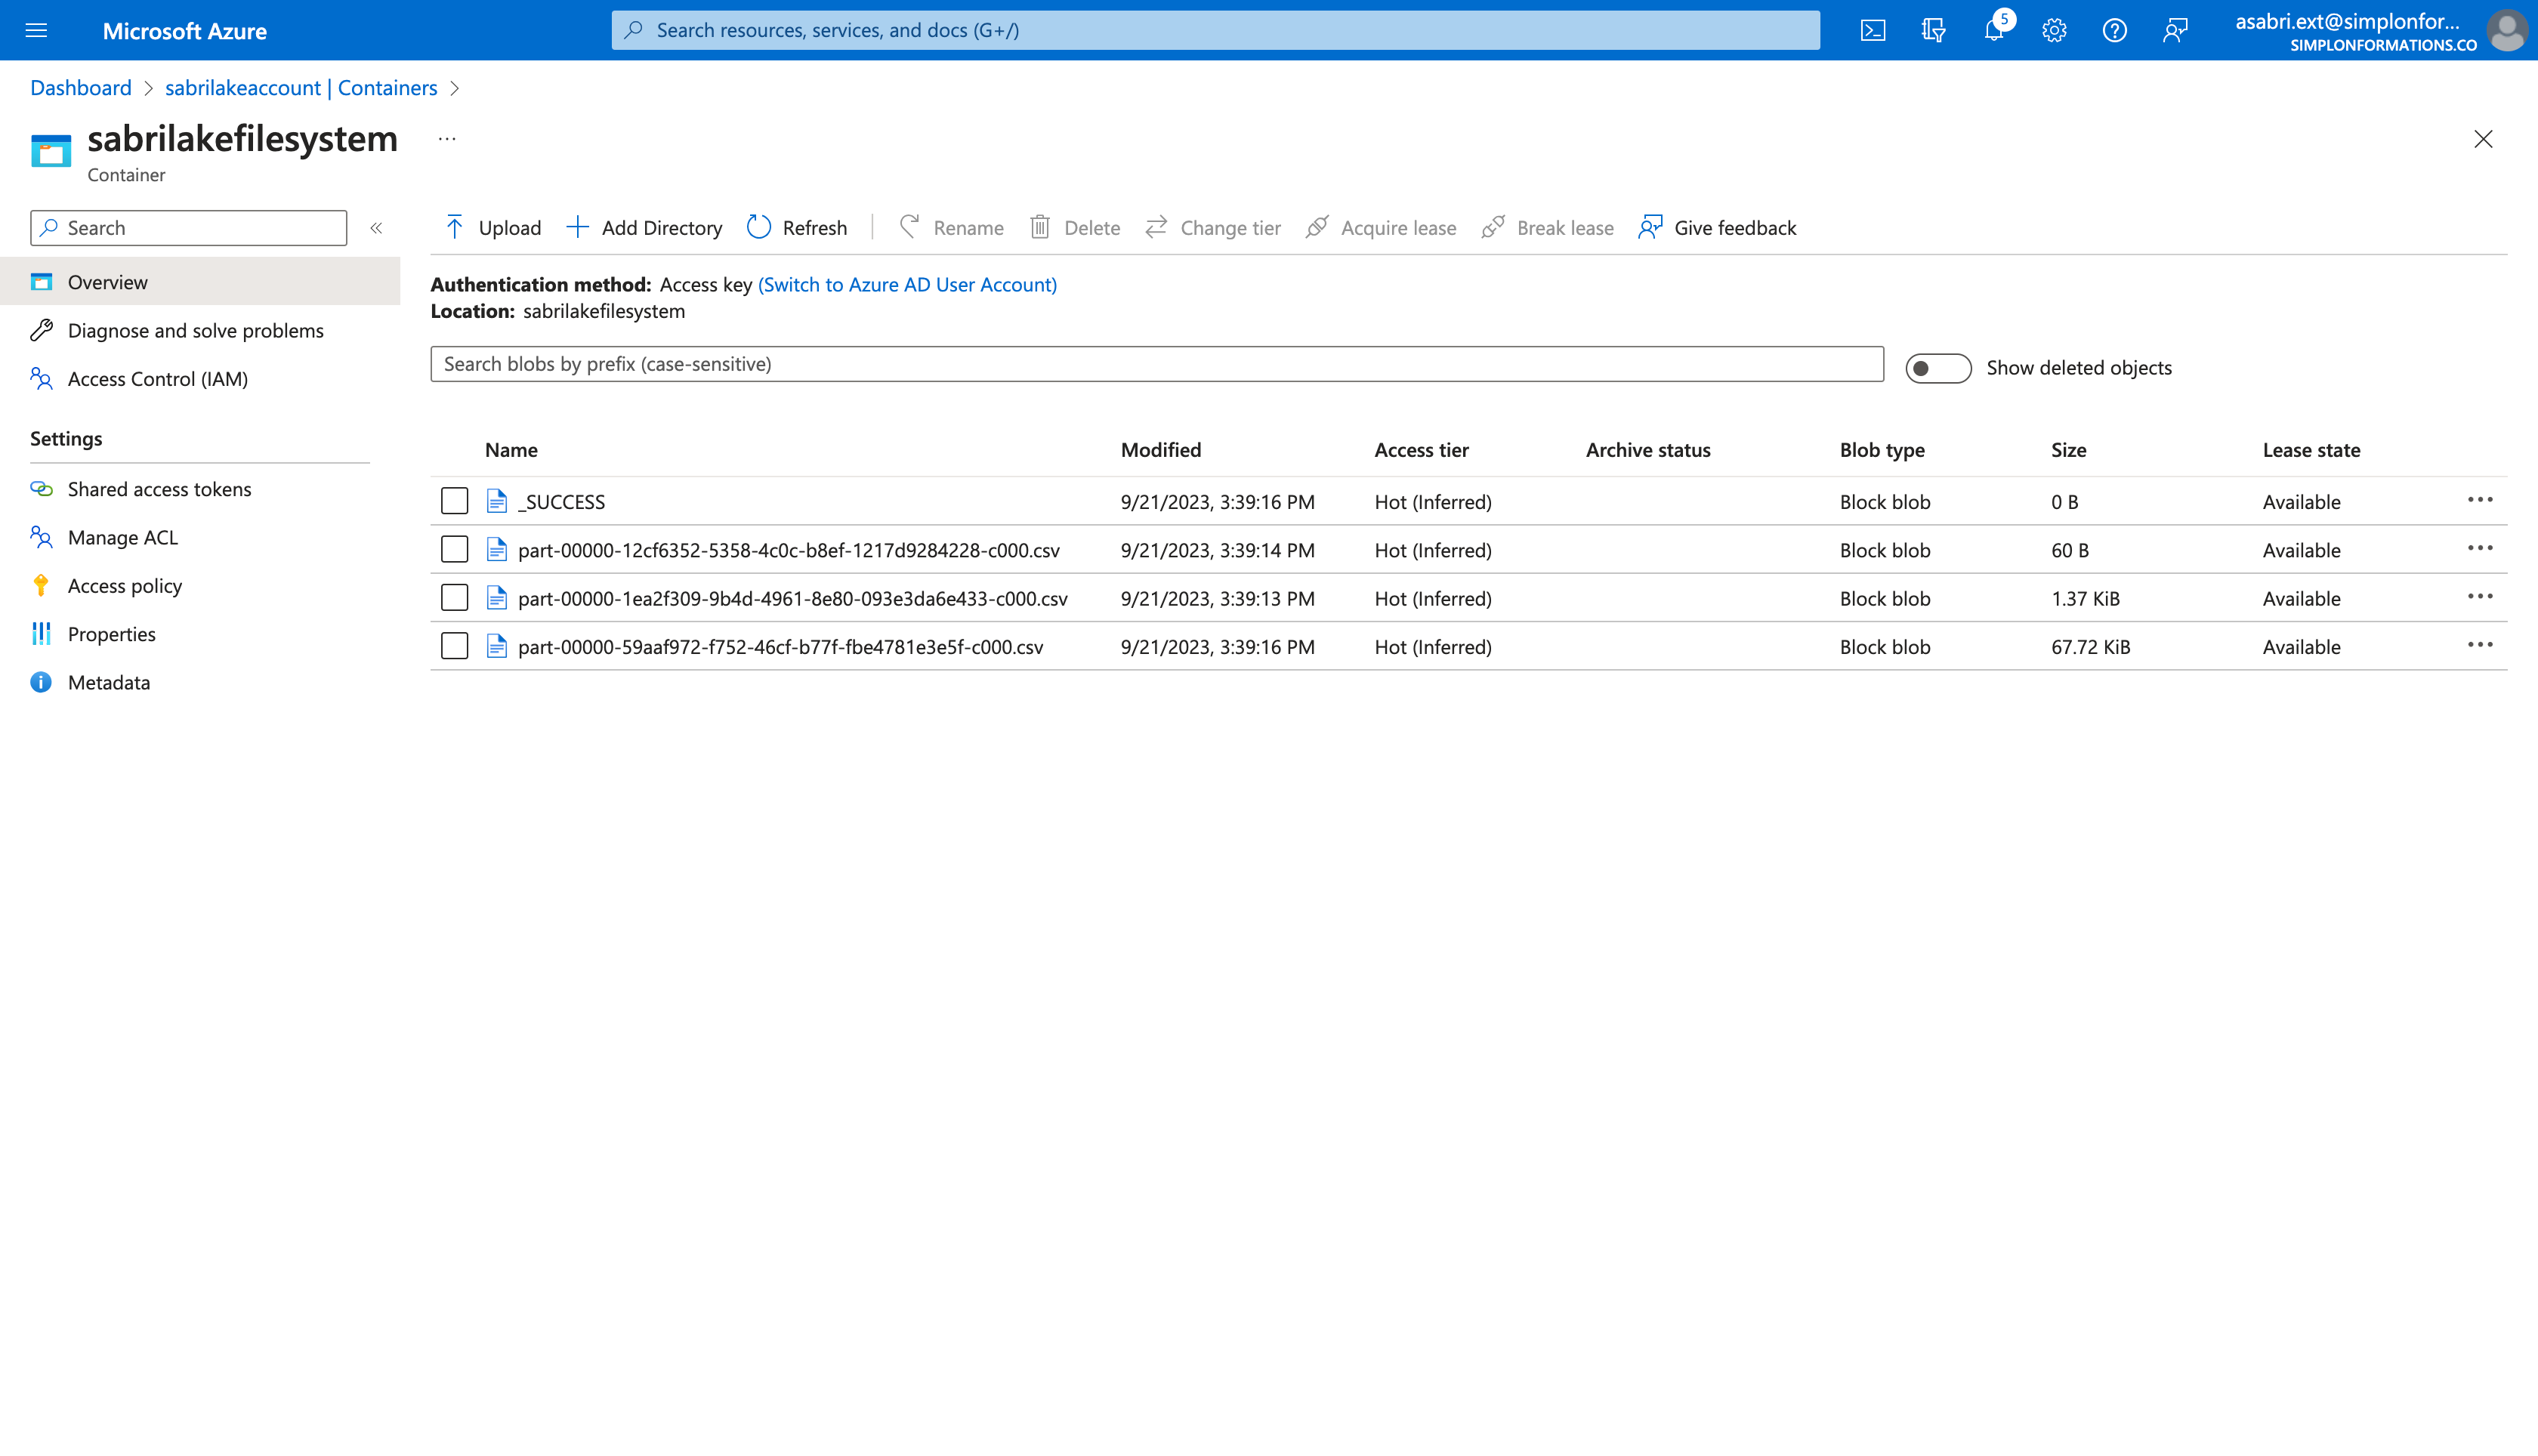 Microsoft Azure
Search resources, services, and docs (G+/)
5
asabri.ext@simplonfor...
SIMPLONFORMATIONS.CO
Dashboard > sabrilakeaccount | Containers >
sabrilakefilesystem ...
Container
Search «
Upload Add Directory Refresh Rename Delete Change tier Acquire lease Break lease Give feedback
Overview
Diagnose and solve problems
Access Control (IAM)
Settings
Shared access tokens
Manage ACL
Access policy
Properties
Metadata
Authentication method: Access key (Switch to Azure AD User Account)
Location: sabrilakefilesystem
Search blobs by prefix (case-sensitive)
Show deleted objects
Name Modified Access tier Archive status Blob type Size Lease state
_SUCCESS 9/21/2023, 3:39:16 PM Hot (Inferred) Block blob 0 B Available
part-00000-12cf6352-5358-4c0c-b8ef-1217d9284228-c000.csv 9/21/2023, 3:39:14 PM Hot (Inferred) Block blob 60 B Available
part-00000-1ea2f309-9b4d-4961-8e80-093e3da6e433-c000.csv 9/21/2023, 3:39:13 PM Hot (Inferred) Block blob 1.37 KiB Available
part-00000-59aaf972-f752-46cf-b77f-fbe4781e3e5f-c000.csv 9/21/2023, 3:39:16 PM Hot (Inferred) Block blob 67.72 KiB Available